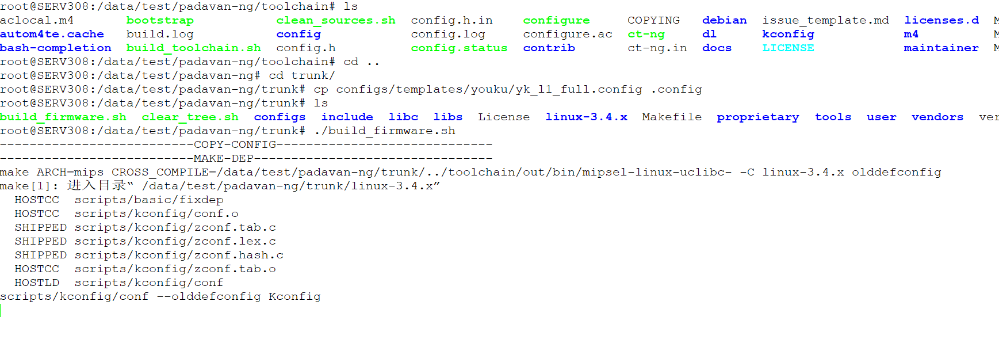 root@SERV308:/data/test/padavan-ng/toolchain# ls
aclocal.m4 bootstrap clean_sources.sh config.h.in configure COPYING debian issue_template.md licenses.d
autom4te.cache build.log config config.log configure.ac ct-ng dl kconfig m4
bash-completion build_toolchain.sh config.h config.status contrib ct-ng.in docs LICENSE maintainer
root@SERV308:/data/test/padavan-ng/toolchain# cd ..
root@SERV308:/data/test/padavan-ng# cd trunk/
root@SERV308:/data/test/padavan-ng/trunk# cp configs/templates/youku/yk_l1_full.config .config
root@SERV308:/data/test/padavan-ng/trunk# ls
build_firmware.sh clear_tree.sh configs include libc libs License linux-3.4.x Makefile proprietary tools user vendors ver
root@SERV308:/data/test/padavan-ng/trunk# ./build_firmware.sh
--------------------------COPY-CONFIG-----------------------------
--------------------------MAKE-DEP--------------------------------
make ARCH=mips CROSS_COMPILE=/data/test/padavan-ng/trunk/../toolchain/out/bin/mipsel-linux-uclibc- -C linux-3.4.x olddefconfig
make[1]: 进入目录“ /data/test/padavan-ng/trunk/linux-3.4.x”
HOSTCC scripts/basic/fixdep
HOSTCC scripts/kconfig/conf.o
SHIPPED scripts/kconfig/zconf.tab.c
SHIPPED scripts/kconfig/zconf.lex.c
SHIPPED scripts/kconfig/zconf.hash.c
HOSTCC scripts/kconfig/zconf.tab.o
HOSTLD scripts/kconfig/conf
scripts/kconfig/conf --olddefconfig Kconfig